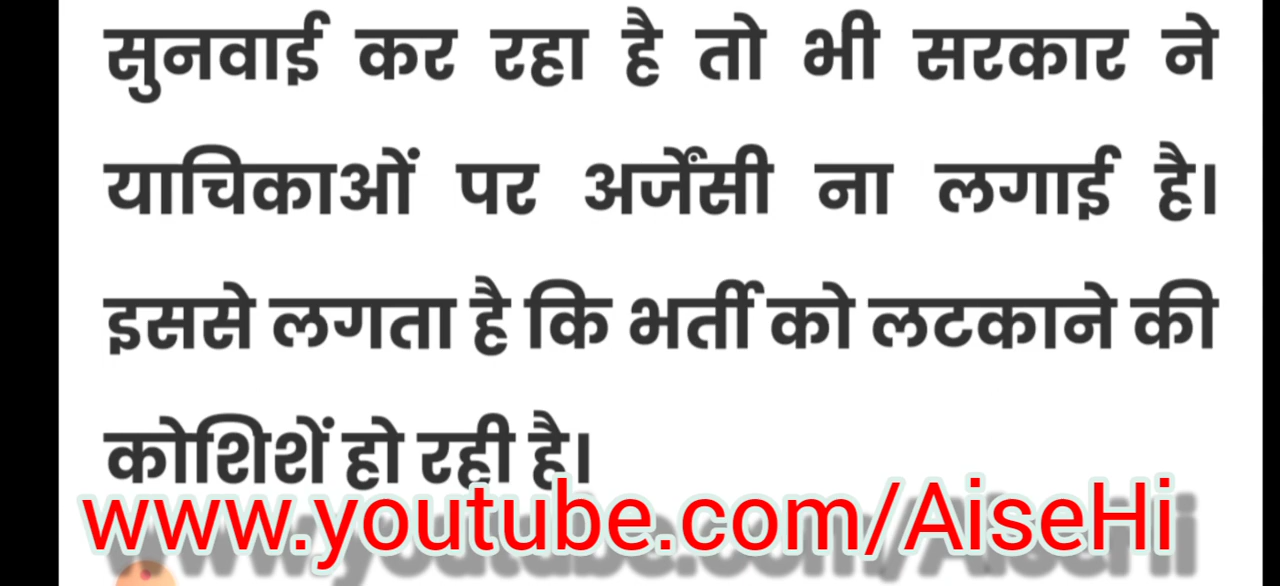 सुनवाई कर रहा है तो भी सरकार ने
याचिकाओं पर अर्जेंसी ना लगाई है।
इससे लगता है कि भर्ती को लटकाने की
कोशिशें हो रही है।
www.youtube.com/AiseHi